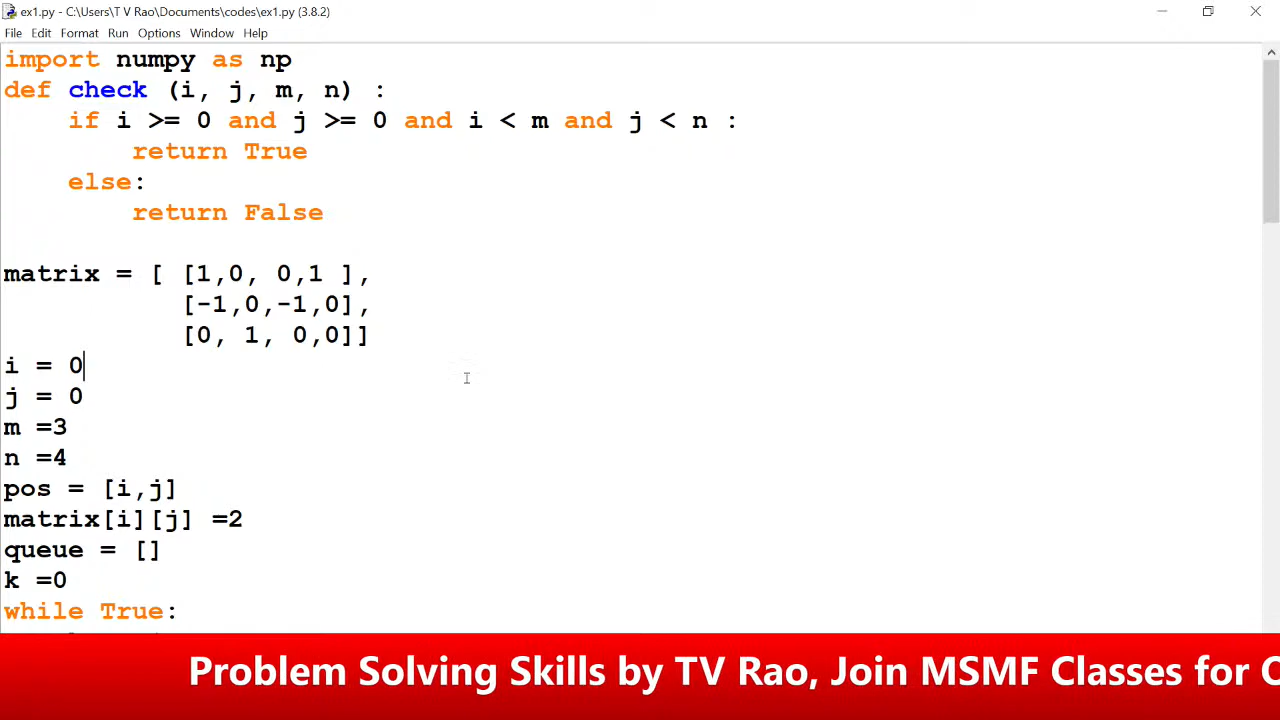 ex1.py - C:\Users\T V Rao\Documents\codes\ex1.py (3.8.2)
File Edit Format Run Options Window Help
import numpy as np
def check (i, j, m, n) :
    if i >= 0 and j >= 0 and i < m and j < n :
        return True
    else:
        return False
matrix = [ [1,0, 0,1 ],
           [-1,0,-1,0],
           [0, 1, 0,0]]
i = 0
j = 0
m =3
n =4
pos = [i,j]
matrix[i][j] =2
queue = []
k =0
while True:
Problem Solving Skills by TV Rao, Join MSMF Classes for